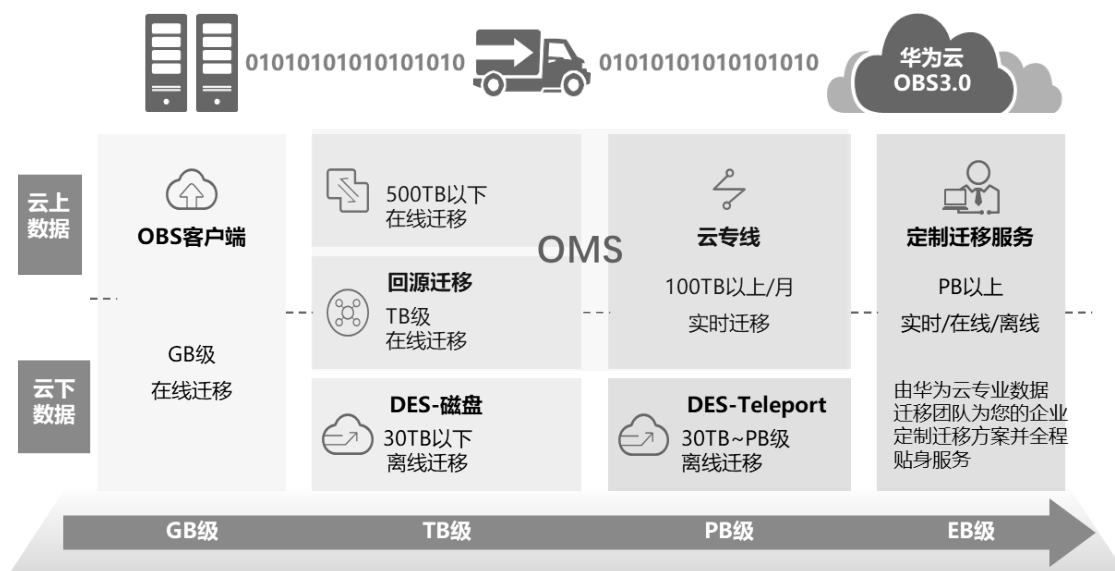 01010101010101010
01010101010101010
华为云
OBS3.0
云上
数据
云下
数据
OBS客户端
GB级
在线迁移
500TB以下
在线迁移
OMS
回源迁移
TB级
在线迁移
DES-磁盘
30TB以下
离线迁移
云专线
100TB以上/月
实时迁移
DES-Teleport
30TB~PB级
离线迁移
定制迁移服务
PB以上
实时/在线/离线
由华为云专业数据
迁移团队为您的企业
定制迁移方案并全程
贴身服务
GB级
TB级
PB级
EB级